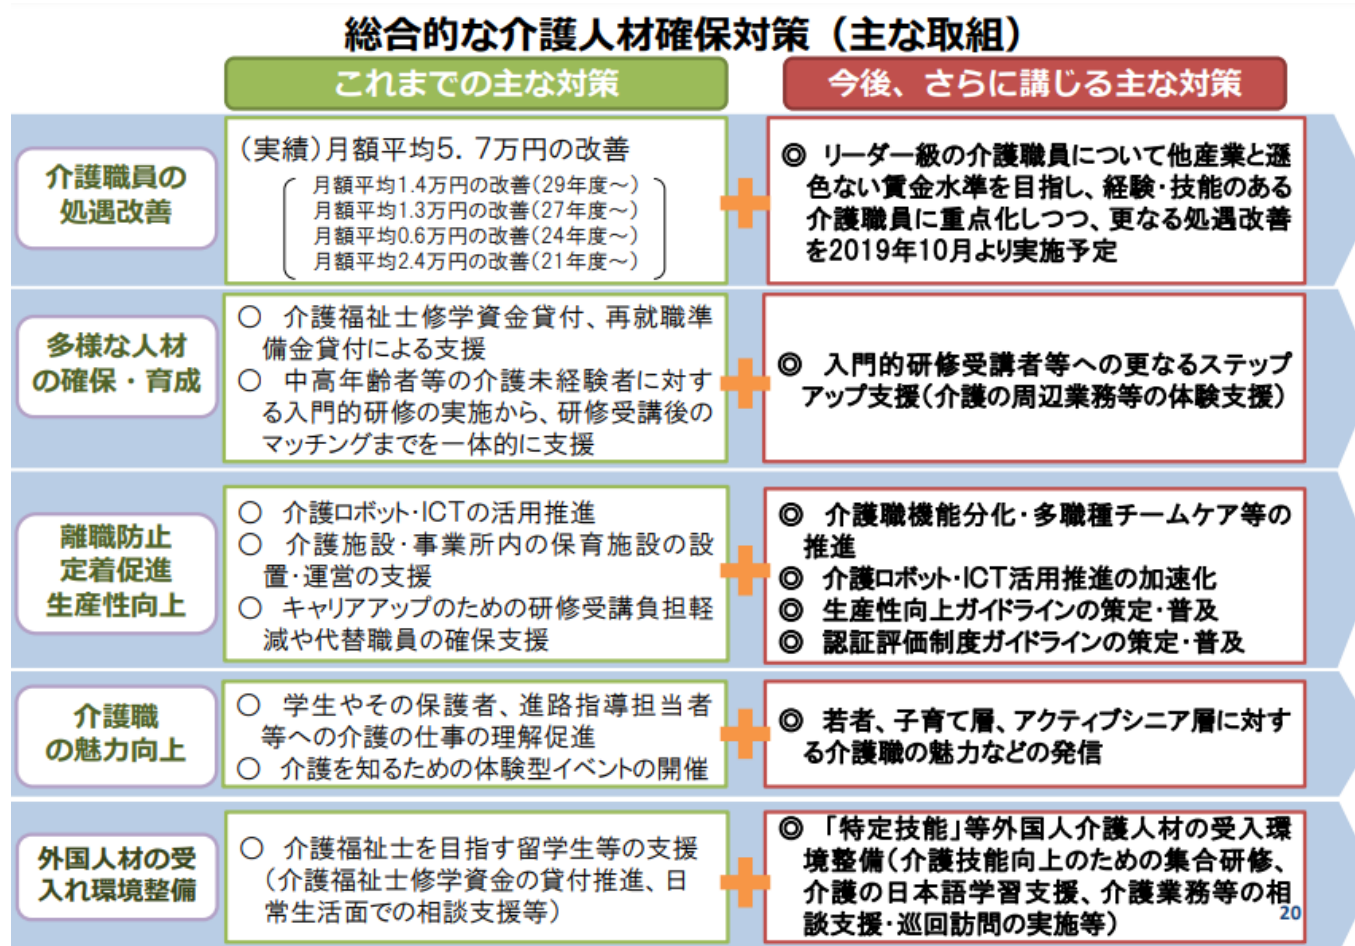 総合的な介護人材確保対策（主な取組）
これまでの主な対策
今後、さらに講じる主な対策
介護職員の
処遇改善
（実績）月額平均5．7万円の改善
月額平均1.4万円の改善（29年度～）
月額平均1.3万円の改善（27年度～）
月額平均0.6万円の改善（24年度～）
月額平均2.4万円の改善（21年度～）
◎ リーダー級の介護職員について他産業と遜
色ない賃金水準を目指し、経験・技能のある
介護職員に重点化しつつ、更なる処遇改善
を2019年10月より実施予定
多様な人材
の確保・育成
○ 介護福祉士修学資金貸付、再就職準
備金貸付による支援
○ 中高年齢者等の介護未経験者に対す
る入門的研修の実施から、研修受講後の
マッチングまでを一体的に支援
◎ 入門的研修受講者等への更なるステップ
アップ支援（介護の周辺業務等の体験支援）
離職防止
定着促進
生産性向上
○ 介護ロボット・ICTの活用推進
○ 介護施設・事業所内の保育施設の設
置・運営の支援
○ キャリアアップのための研修受講負担軽
減や代替職員の確保支援
◎ 介護職機能分化・多職種チームケア等の
推進
◎ 介護ロボット・ICT活用推進の加速化
◎ 生産性向上ガイドラインの策定・普及
◎ 認証評価制度ガイドラインの策定・普及
介護職
の魅力向上
○ 学生やその保護者、進路指導担当者
等への介護の仕事の理解促進
○ 介護を知るための体験型イベントの開催
◎ 若者、子育て層、アクティブシニア層に対す
る介護職の魅力などの発信
外国人材の受
入れ環境整備
○ 介護福祉士を目指す留学生等の支援
（介護福祉士修学資金の貸付推進、日
常生活面での相談支援等）
◎ 「特定技能」等外国人介護人材の受入環
境整備（介護技能向上のための集合研修、
介護の日本語学習支援、介護業務等の相
談支援・巡回訪問の実施等）
20